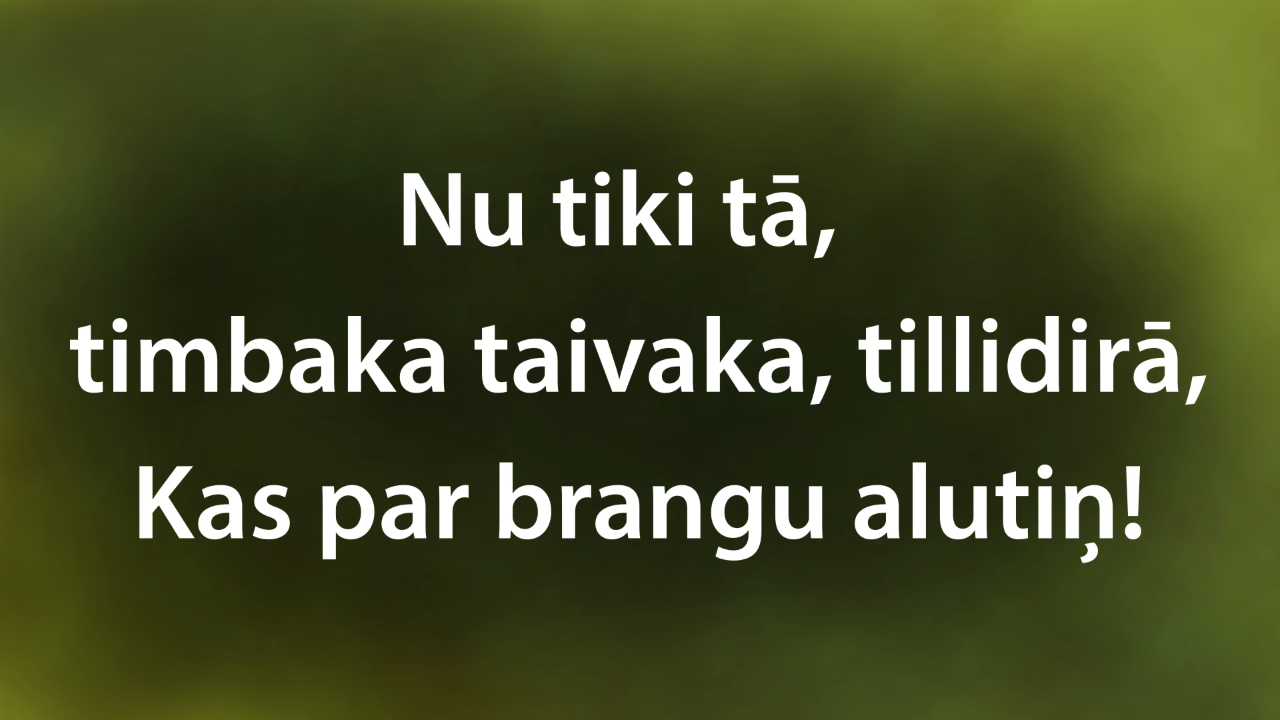 Nu tiki tā,
timbaka taivaka, tillidirā,
Kas par brangu alutiņ!